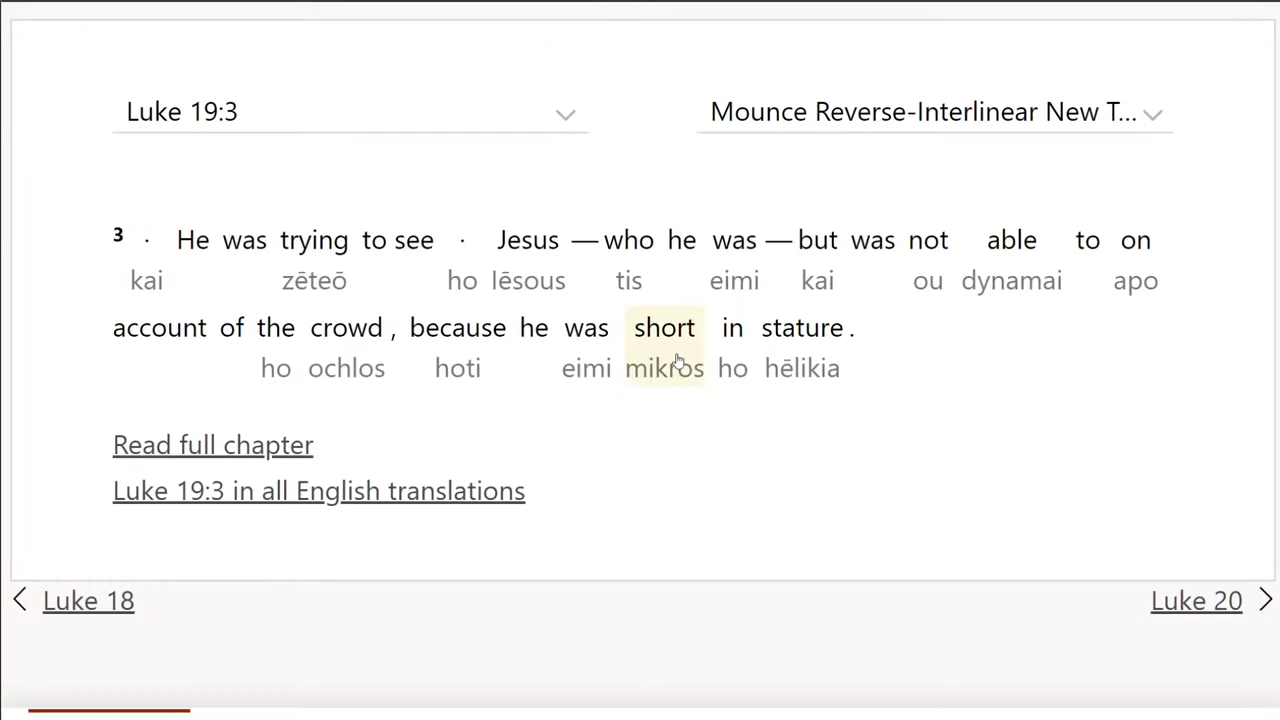 Luke 19:3
Mounce Reverse-Interlinear New T...
3 · He was trying to see · Jesus — who he was — but was not able to on
kai zēteō ho Iēsous tis eimi kai ou dynamai apo
account of the crowd , because he was short in stature .
ho ochlos hoti eimi mikros ho hēlikia
Read full chapter
Luke 19:3 in all English translations
Luke 18
Luke 20